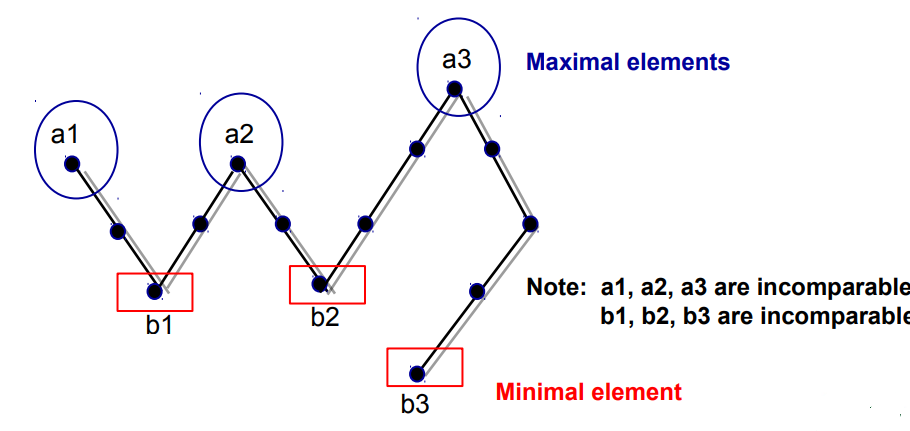 a3
Maximal elements
a1
a2
Note: a1, a2, a3 are incomparable
b1, b2, b3 are incomparable
b1
b2
Minimal element
b3